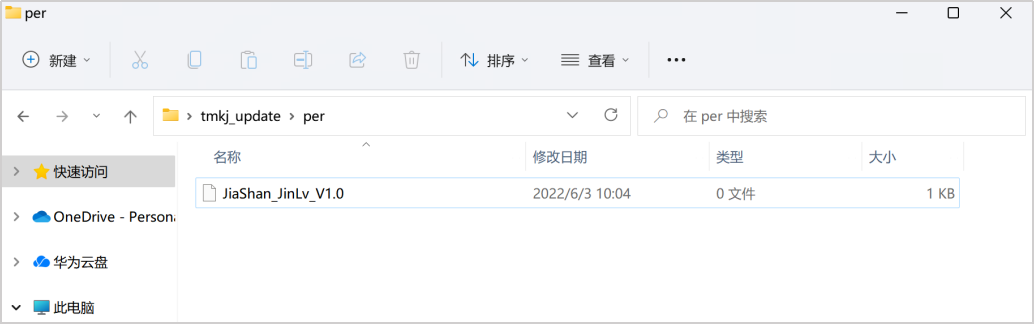 per
新建 排序 查看
tmkj_update per 在 per 中搜索
名称 修改日期 类型 大小
快速访问
JiaShan_JinLv_V1.0 2022/6/3 10:04 0 文件 1 KB
OneDrive - Persona
华为云盘
此电脑